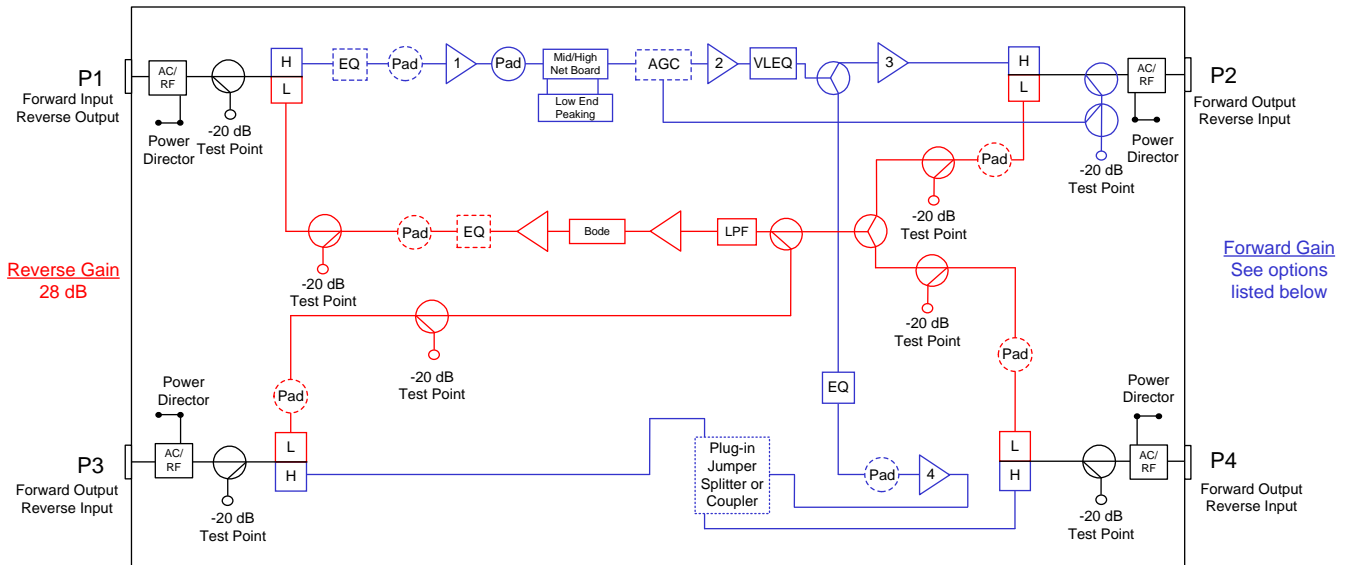 P1
Forward Input
Reverse Output
AC/
RF
Power
Director
-20 dB
Test Point
H
L
EQ
Pad
1
Pad
Mid/High
Net Board
Low End
Peaking
AGC
2
VLEQ
3
H
L
AC/
RF
P2
Forward Output
Reverse Input
Power
Director
-20 dB
Test Point
Pad
-20 dB
Test Point
-20 dB
Test Point
Pad
EQ
Bode
LPF
-20 dB
Test Point
Reverse Gain
28 dB
Forward Gain
See options
listed below
-20 dB
Test Point
Pad
Pad
EQ
Power
Director
P3
Forward Output
Reverse Input
AC/
RF
-20 dB
Test Point
L
H
Plug-in
Jumper
Splitter or
Coupler
Pad
4
L
H
-20 dB
Test Point
Power
Director
AC/
RF
P4
Forward Output
Reverse Input